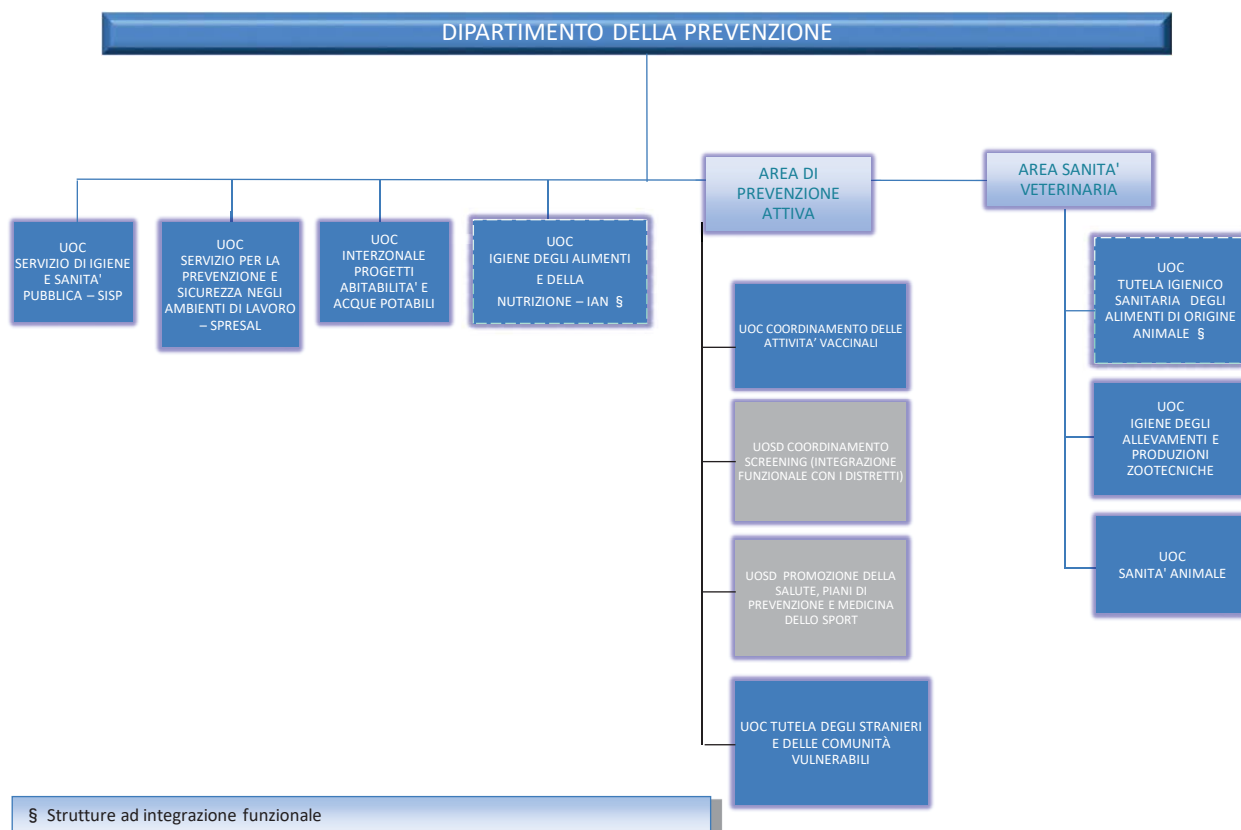 DIPARTIMENTO DELLA PREVENZIONE
UOC
SERVIZIO DI IGIENE
E SANITA'
PUBBLICA – SISP
UOC
SERVIZIO PER LA
PREVENZIONE E
SICUREZZA NEGLI
AMBIENTI DI LAVORO
– SPRESAL
UOC
INTERZONALE
PROGETTI
ABITABILITA' E
ACQUE POTABILI
UOC
IGIENE DEGLI ALIMENTI
E DELLA
NUTRIZIONE – IAN §
AREA DI
PREVENZIONE
ATTIVA
UOC COORDINAMENTO DELLE
ATTIVITA’ VACCINALI
UOSD COORDINAMENTO
SCREENING (INTEGRAZIONE
FUNZIONALE CON I DISTRETTI)
UOSD PROMOZIONE DELLA
SALUTE, PIANI DI
PREVENZIONE E MEDICINA
DELLO SPORT
UOC TUTELA DEGLI STRANIERI
E DELLE COMUNITÀ
VULNERABILI
AREA SANITA'
VETERINARIA
UOC
TUTELA IGIENICO
SANITARIA DEGLI
ALIMENTI DI ORIGINE
ANIMALE §
UOC
IGIENE DEGLI
ALLEVAMENTI E
PRODUZIONI
ZOOTECNICHE
UOC
SANITA' ANIMALE
§ Strutture ad integrazione funzionale